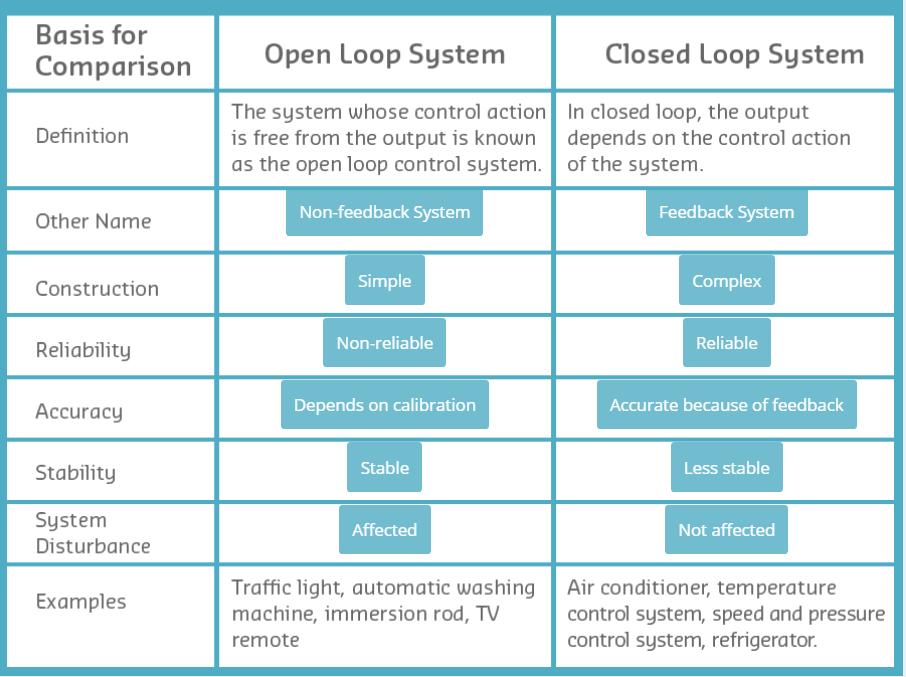 Basis for
Comparison
Open Loop System
Closed Loop System
Definition
The system whose control action
is free from the output is known
as the open loop control system.
In closed loop, the output
depends on the control action
of the system.
Other Name
Non-feedback System
Feedback System
Construction
Simple
Complex
Reliability
Non-reliable
Reliable
Accuracy
Depends on calibration
Accurate because of feedback
Stability
Stable
Less stable
System
Disturbance
Affected
Not affected
Examples
Traffic light, automatic washing
machine, immersion rod, TV
remote
Air conditioner, temperature
control system, speed and pressure
control system, refrigerator.